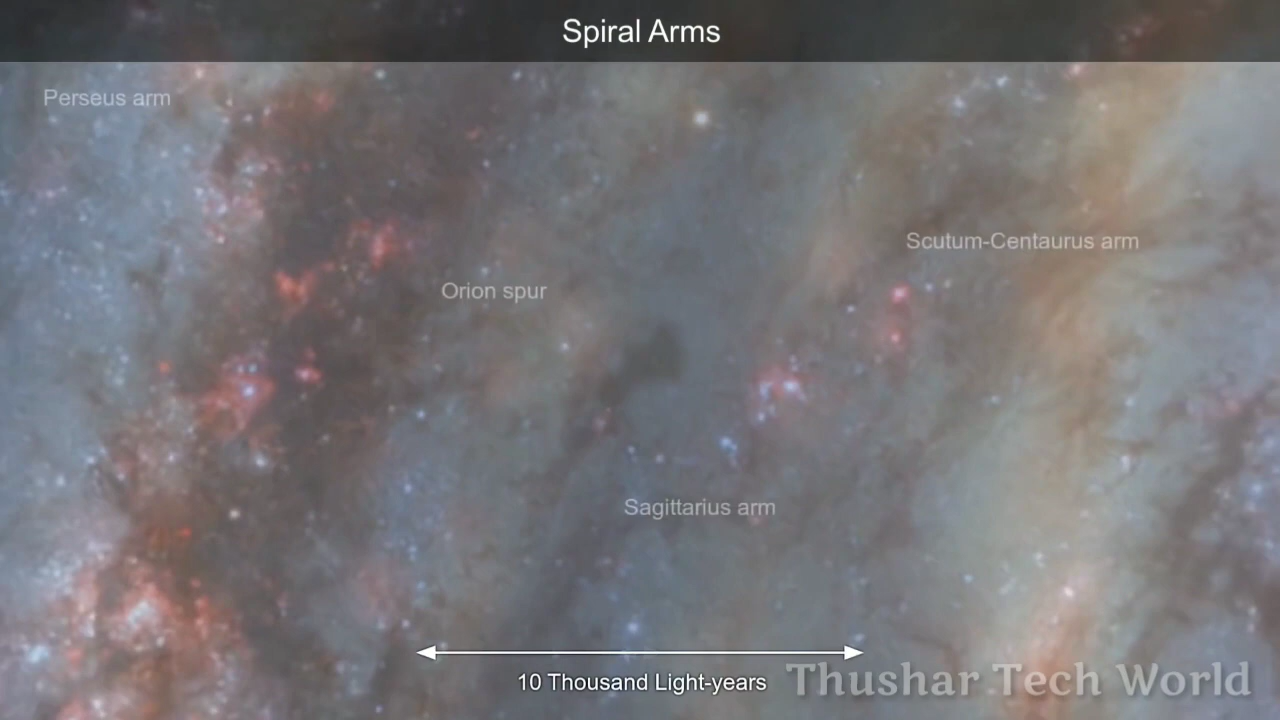 Spiral Arms
Perseus arm
Scutum-Centaurus arm
Orion spur
Sagittarius arm
10 Thousand Light-years
Thushar Tech World